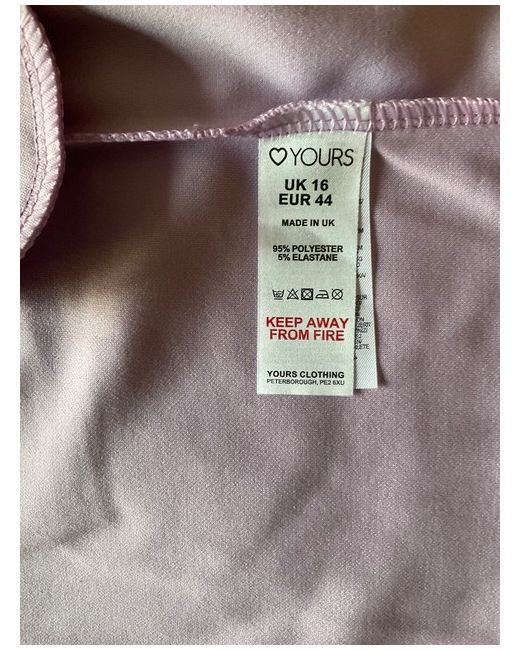 YOURS
UK 16
EUR 44
MADE IN UK
95% POLYESTER
5% ELASTANE
KEEP AWAY
FROM FIRE
YOURS CLOTHING
PETERBOROUGH, PE2 6XU